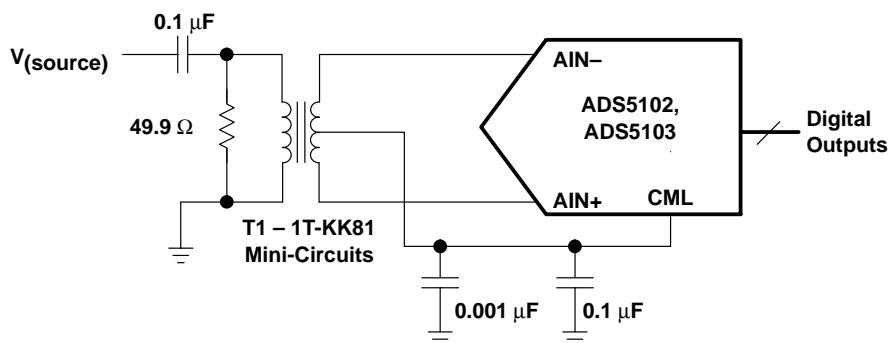 0.1 μF
V(source)
49.9 Ω
T1 – 1T-KK81
Mini-Circuits
AIN–
ADS5102,
ADS5103
AIN+
CML
Digital
Outputs
0.001 μF
0.1 μF